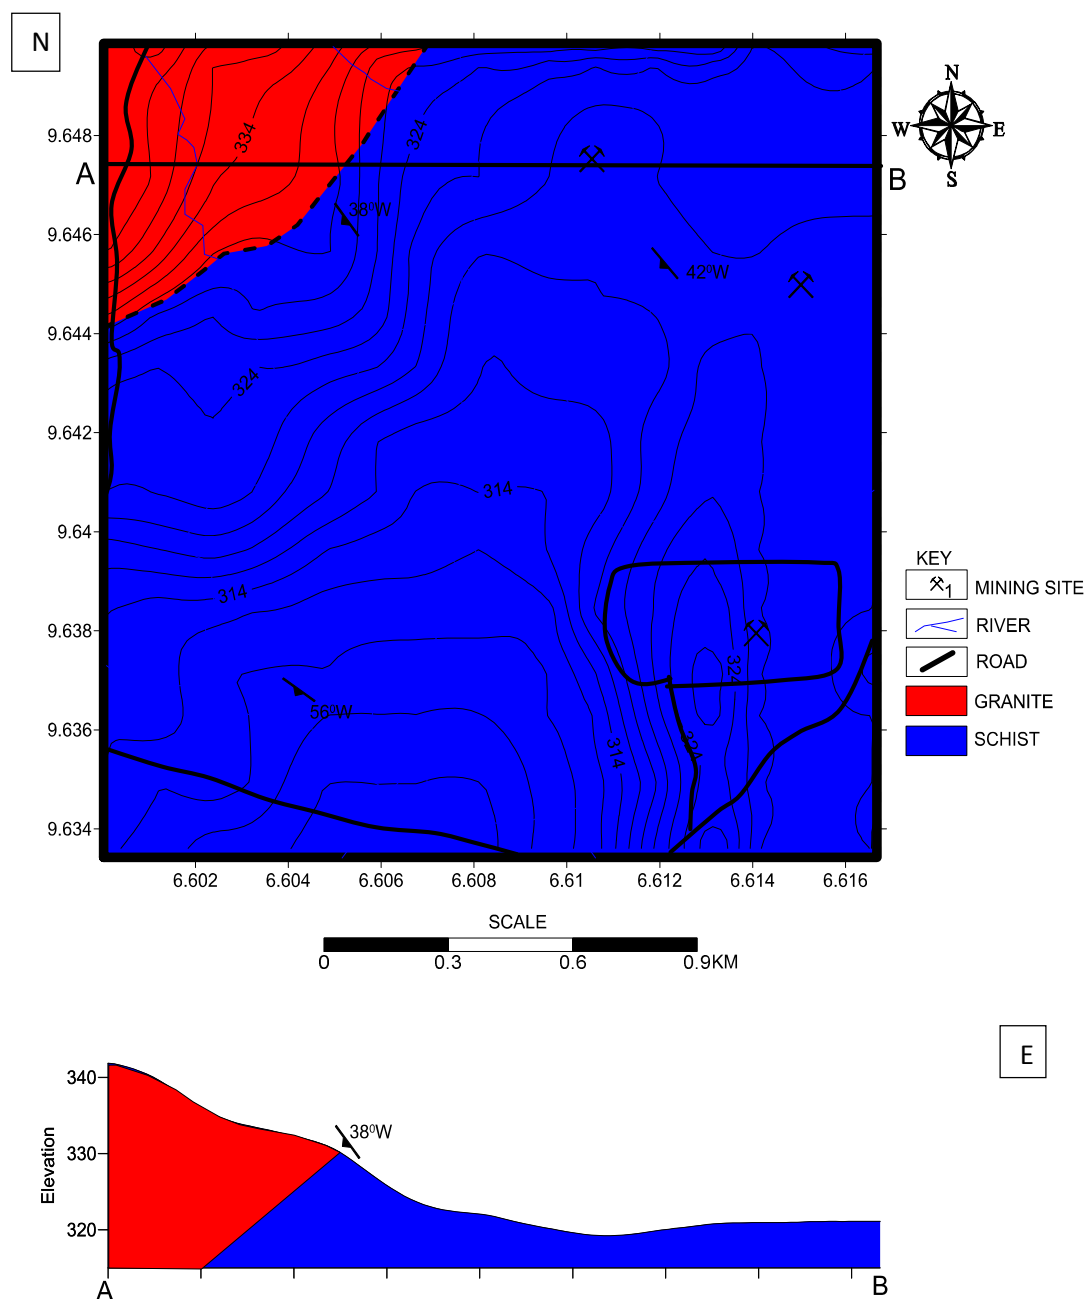 N
N
W E
S
9.648
9.646
9.644
9.642
9.64
9.638
9.636
9.634
A
B
334
324
38⁰W
42⁰W
324
314
314
324
56⁰W
314
324
6.602 6.604 6.606 6.608 6.61 6.612 6.614 6.616
KEY
1 MINING SITE
RIVER
ROAD
GRANITE
SCHIST
SCALE
0 0.3 0.6 0.9KM
E
Elevation
340
330
320
38⁰W
A B